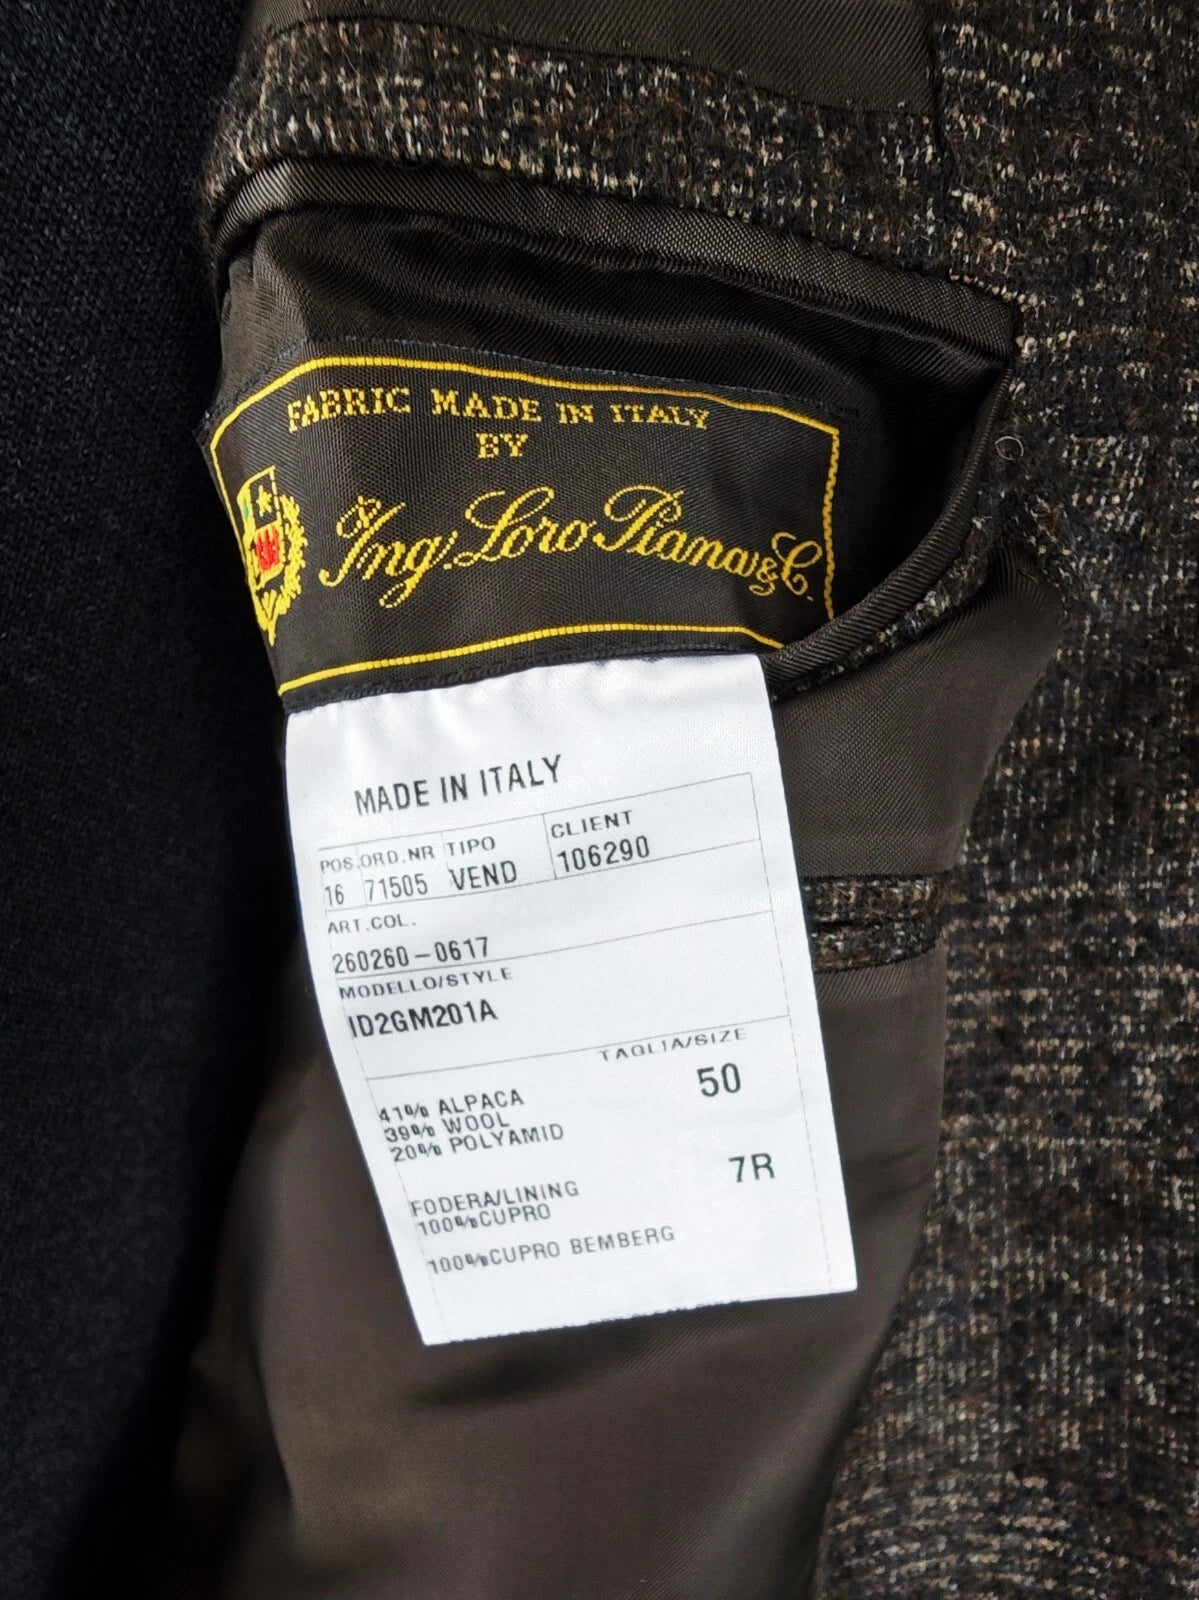 FABRIC MADE IN ITALY
BY
Ing. Loro Piana & C.
MADE IN ITALY
POS. ORD.NR TIPO CLIENT
16 71505 VEND 106290
ART.COL.
260260-0617
MODELLO/STYLE
ID2GM201A
TAGLIA/SIZE
50
41% ALPACA
39% WOOL
20% POLYAMID
7R
FODERA/LINING
100%CUPRO
100%CUPRO BEMBERG